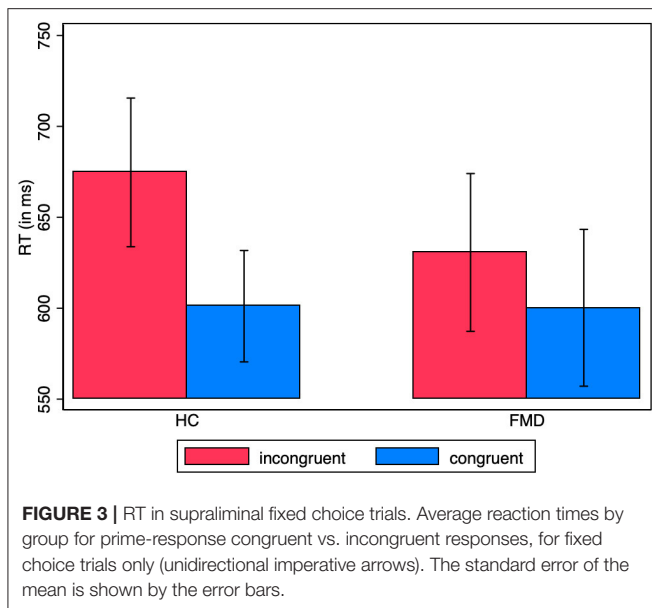 750
700
650
600
550
RT (in ms)
HC FMD
incongruent congruent
FIGURE 3 | RT in supraliminal fixed choice trials. Average reaction times by
group for prime-response congruent vs. incongruent responses, for fixed
choice trials only (unidirectional imperative arrows). The standard error of the
mean is shown by the error bars.